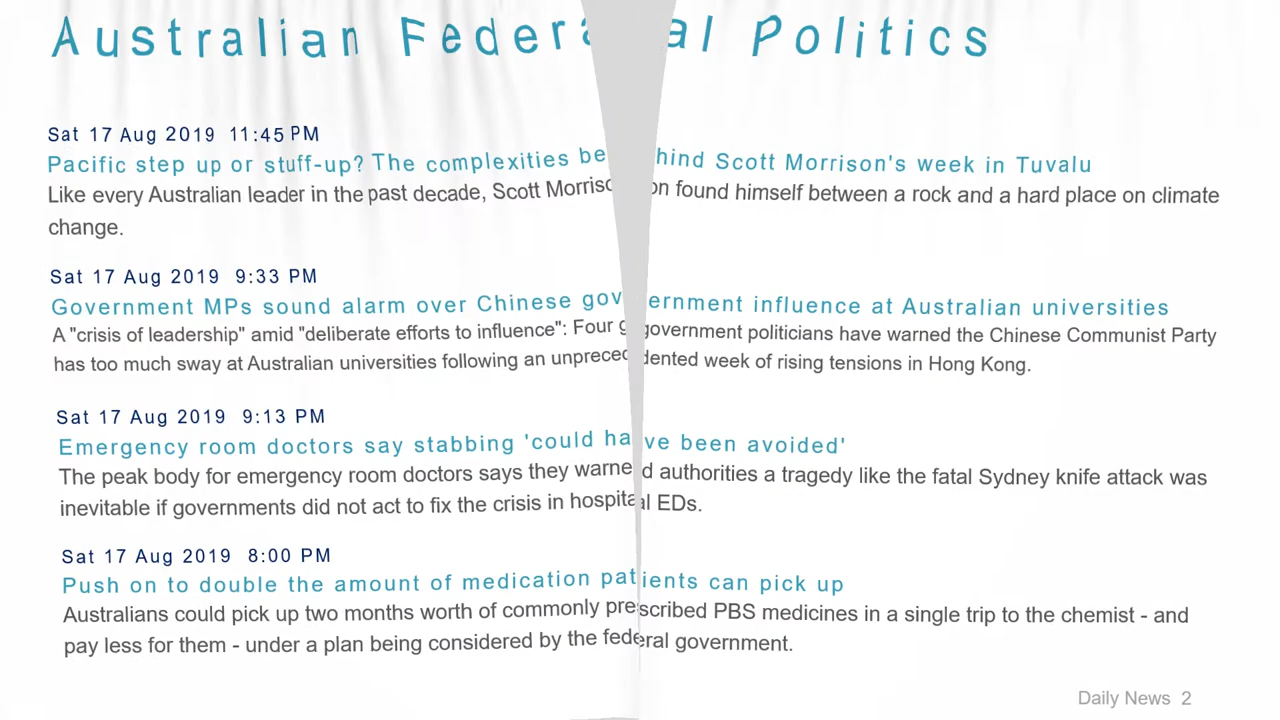 Australian Federal Politics
Sat 17 Aug 2019 11:45 PM
Pacific step up or stuff-up? The complexities behind Scott Morrison's week in Tuvalu
Like every Australian leader in the past decade, Scott Morrison found himself between a rock and a hard place on climate
change.
Sat 17 Aug 2019 9:33 PM
Government MPs sound alarm over Chinese government influence at Australian universities
A "crisis of leadership" amid "deliberate efforts to influence": Four government politicians have warned the Chinese Communist Party
has too much sway at Australian universities following an unprecedented week of rising tensions in Hong Kong.
Sat 17 Aug 2019 9:13 PM
Emergency room doctors say stabbing 'could have been avoided'
The peak body for emergency room doctors says they warned authorities a tragedy like the fatal Sydney knife attack was
inevitable if governments did not act to fix the crisis in hospital EDs.
Sat 17 Aug 2019 8:00 PM
Push on to double the amount of medication patients can pick up
Australians could pick up two months worth of commonly prescribed PBS medicines in a single trip to the chemist - and
pay less for them - under a plan being considered by the federal government.
Daily News 2